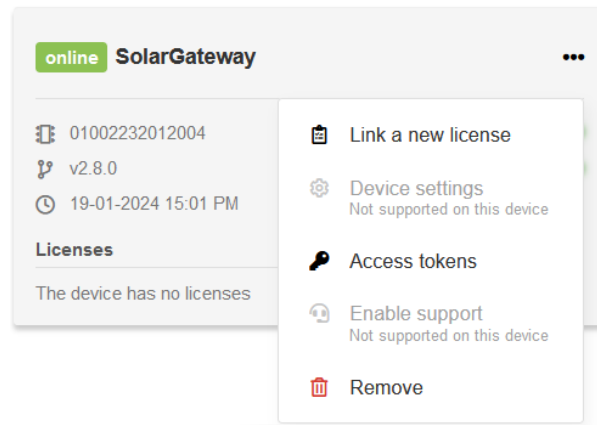 online SolarGateway
01002232012004
v2.8.0
19-01-2024 15:01 PM
Licenses
The device has no licenses
Link a new license
Device settings
Not supported on this device
Access tokens
Enable support
Not supported on this device
Remove